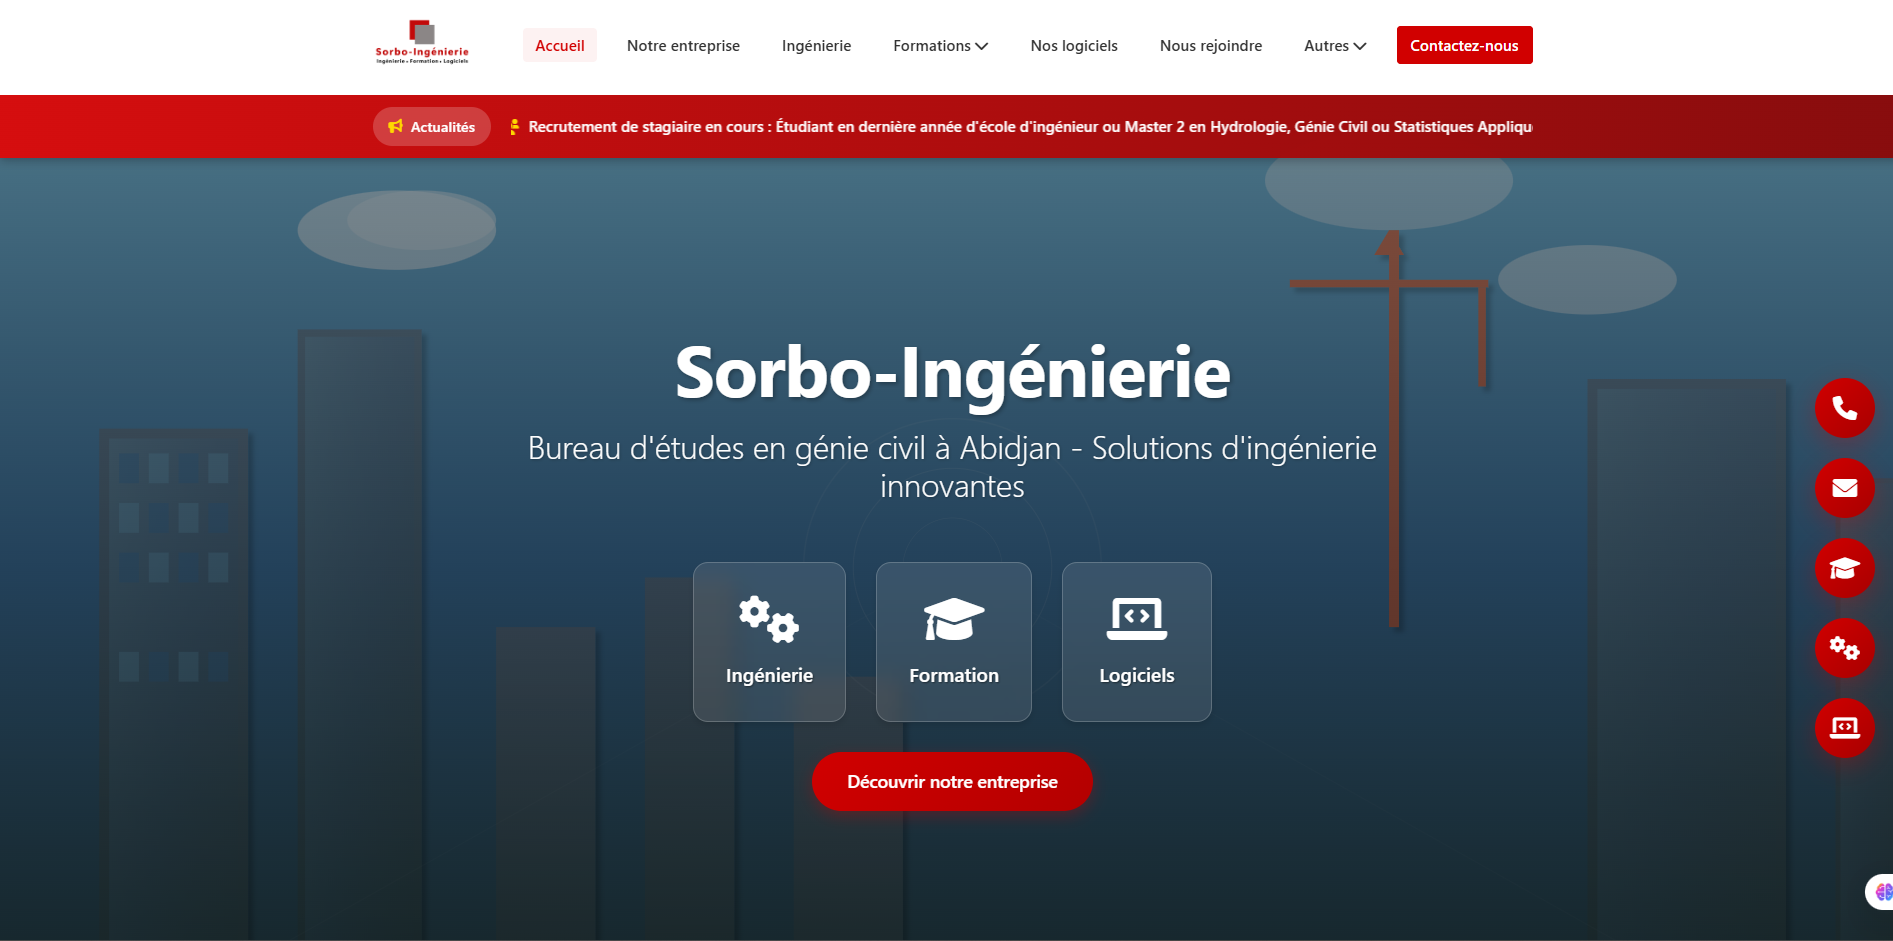 Sorbo-Ingénierie
Ingénierie • Formation • Logiciels
Accueil
Notre entreprise
Ingénierie
Formations
Nos logiciels
Nous rejoindre
Autres
Contactez-nous
Actualités
Recrutement de stagiaire en cours : Étudiant en dernière année d'école d'ingénieur ou Master 2 en Hydrologie, Génie Civil ou Statistiques Appliqu
Sorbo-Ingénierie
Bureau d'études en génie civil à Abidjan - Solutions d'ingénierie
innovantes
Ingénierie
Formation
Logiciels
Découvrir notre entreprise